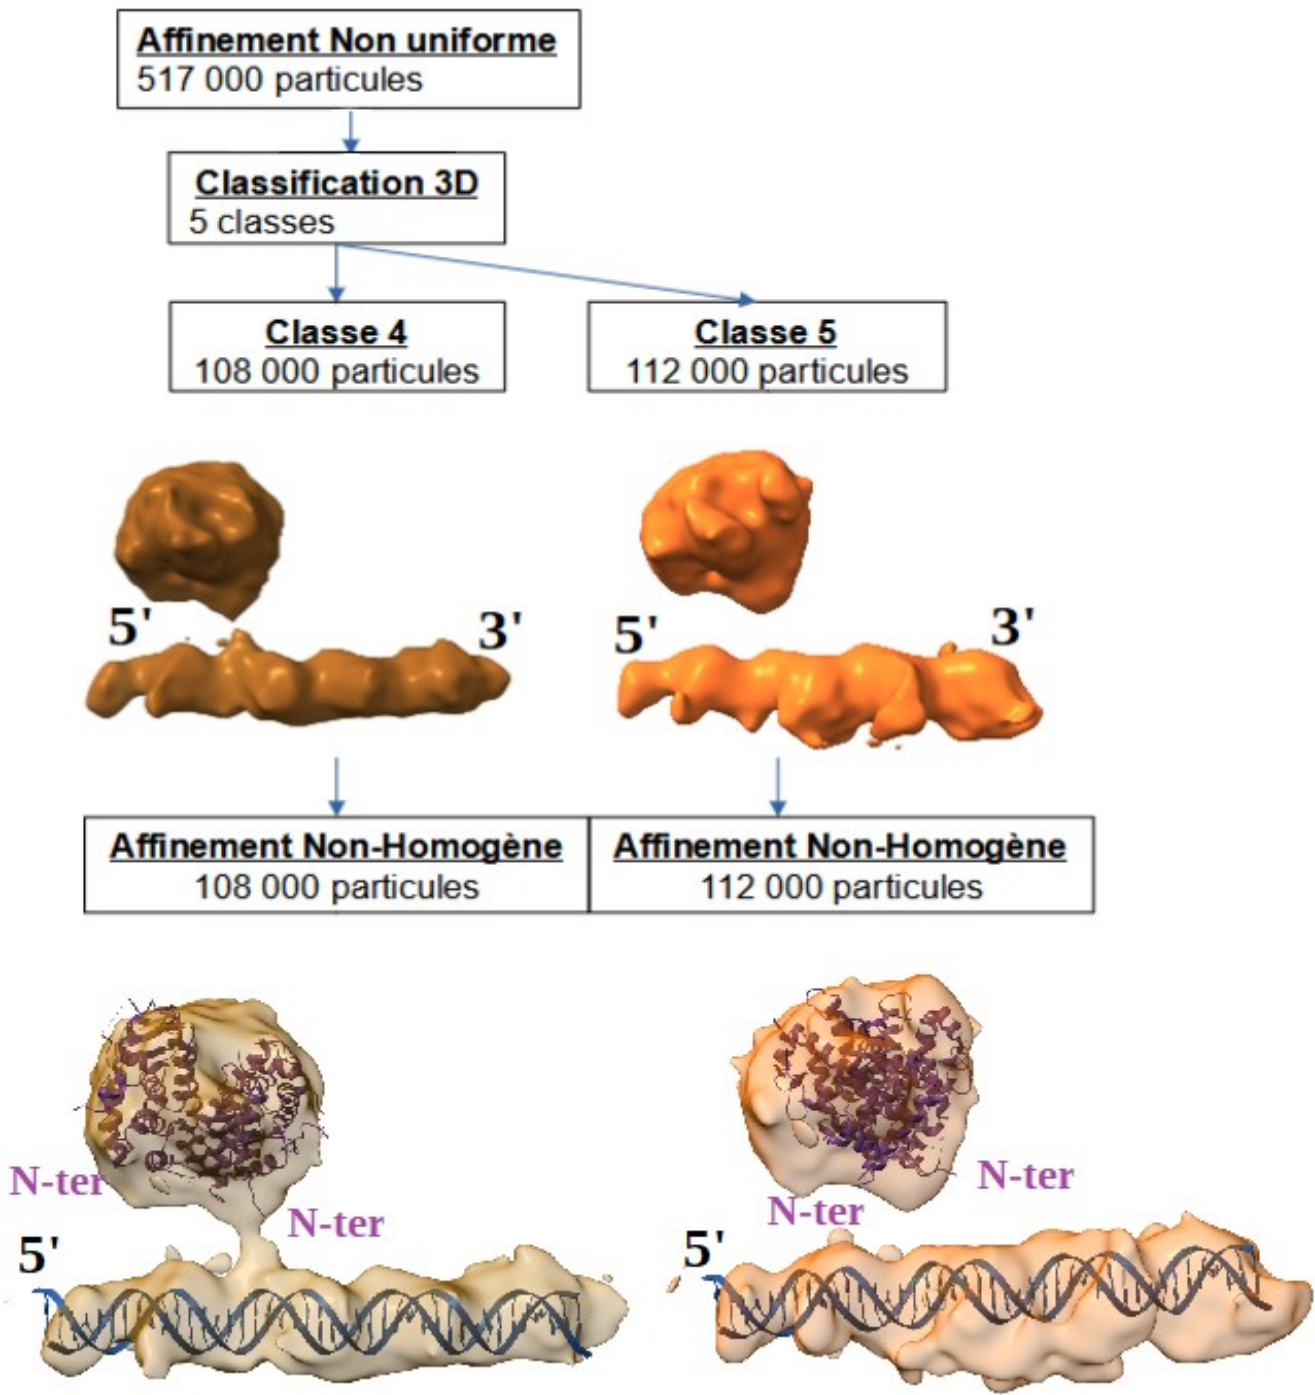 Affinement Non uniforme
517 000 particules
Classification 3D
5 classes
Classe 4
108 000 particules
Classe 5
112 000 particules
5'
3'
5'
3'
Affinement Non-Homogène
108 000 particules
Affinement Non-Homogène
112 000 particules
N-ter
N-ter
5'
N-ter
N-ter
5'